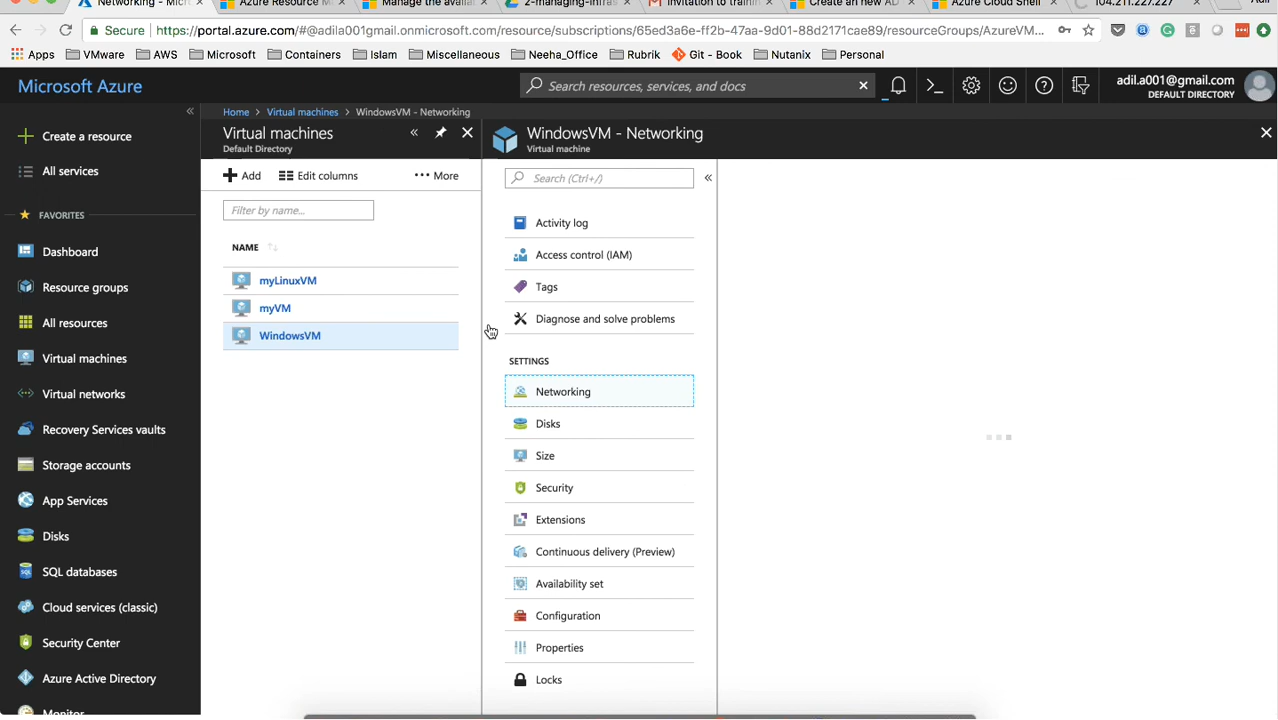 Networking - Mic
Azure Resource M
Manage the availa
z-managing-infras
Invitation to trainin
Create an new AD
Azure Cloud Shell
104.211.227.227
Secure
https://portal.azure.com/#@adila001gmail.onmicrosoft.com/resource/subscriptions/65ed3a6e-ff2b-47aa-9d01-88d2171cae89/resourceGroups/AzureVM...
Apps VMware AWS Microsoft Containers Islam Miscellaneous Neeha_Office Rubrik Git - Book Nutanix Personal
Microsoft Azure
Search resources, services, and docs
adil.a001@gmail.com
DEFAULT DIRECTORY
Home > Virtual machines > WindowsVM - Networking
Create a resource
All services
FAVORITES
Dashboard
Resource groups
All resources
Virtual machines
Virtual networks
Recovery Services vaults
Storage accounts
App Services
Disks
SQL databases
Cloud services (classic)
Security Center
Azure Active Directory
Monitor
Virtual machines
Default Directory
Add Edit columns ••• More
Filter by name...
NAME
myLinuxVM
myVM
WindowsVM
WindowsVM - Networking
Virtual machine
Search (Ctrl+/)
Activity log
Access control (IAM)
Tags
Diagnose and solve problems
SETTINGS
Networking
Disks
Size
Security
Extensions
Continuous delivery (Preview)
Availability set
Configuration
Properties
Locks